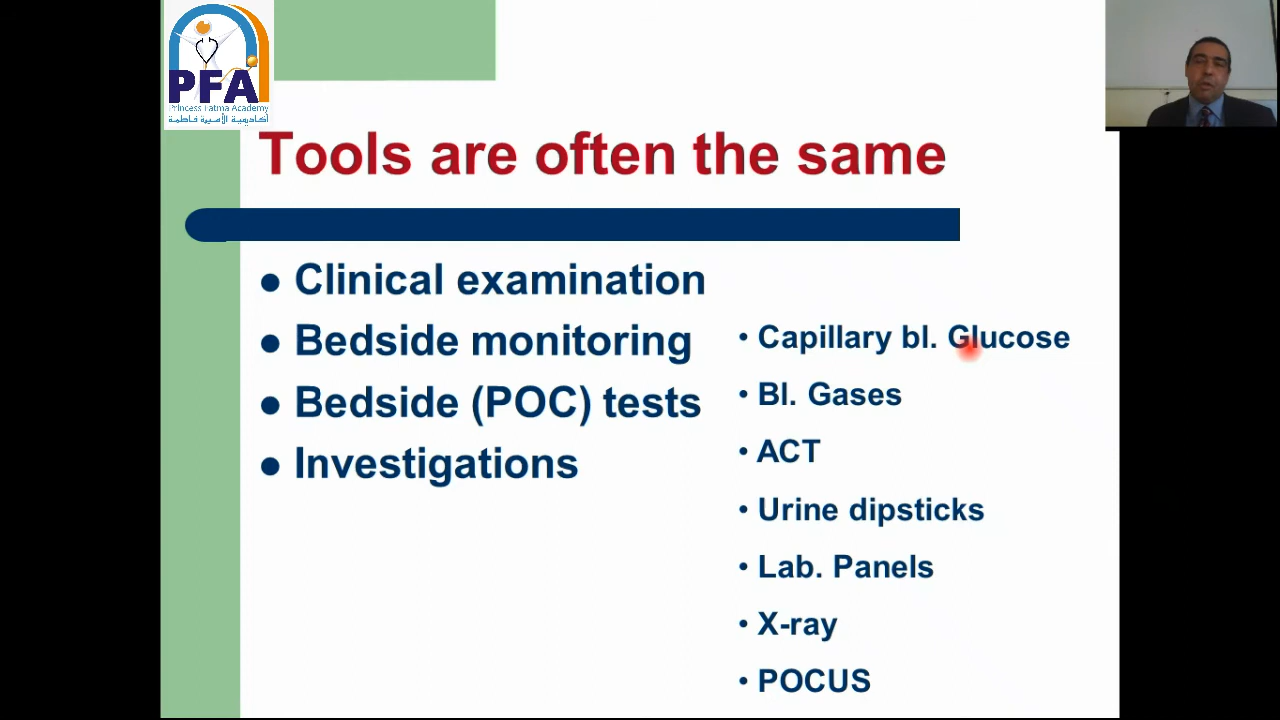 PFA
Princess Fatma Academy
أكاديمية الأميرة فاطمة
Tools are often the same
• Clinical examination
• Bedside monitoring
• Bedside (POC) tests
• Investigations
• Capillary bl. Glucose
• Bl. Gases
• ACT
• Urine dipsticks
• Lab. Panels
• X-ray
• POCUS